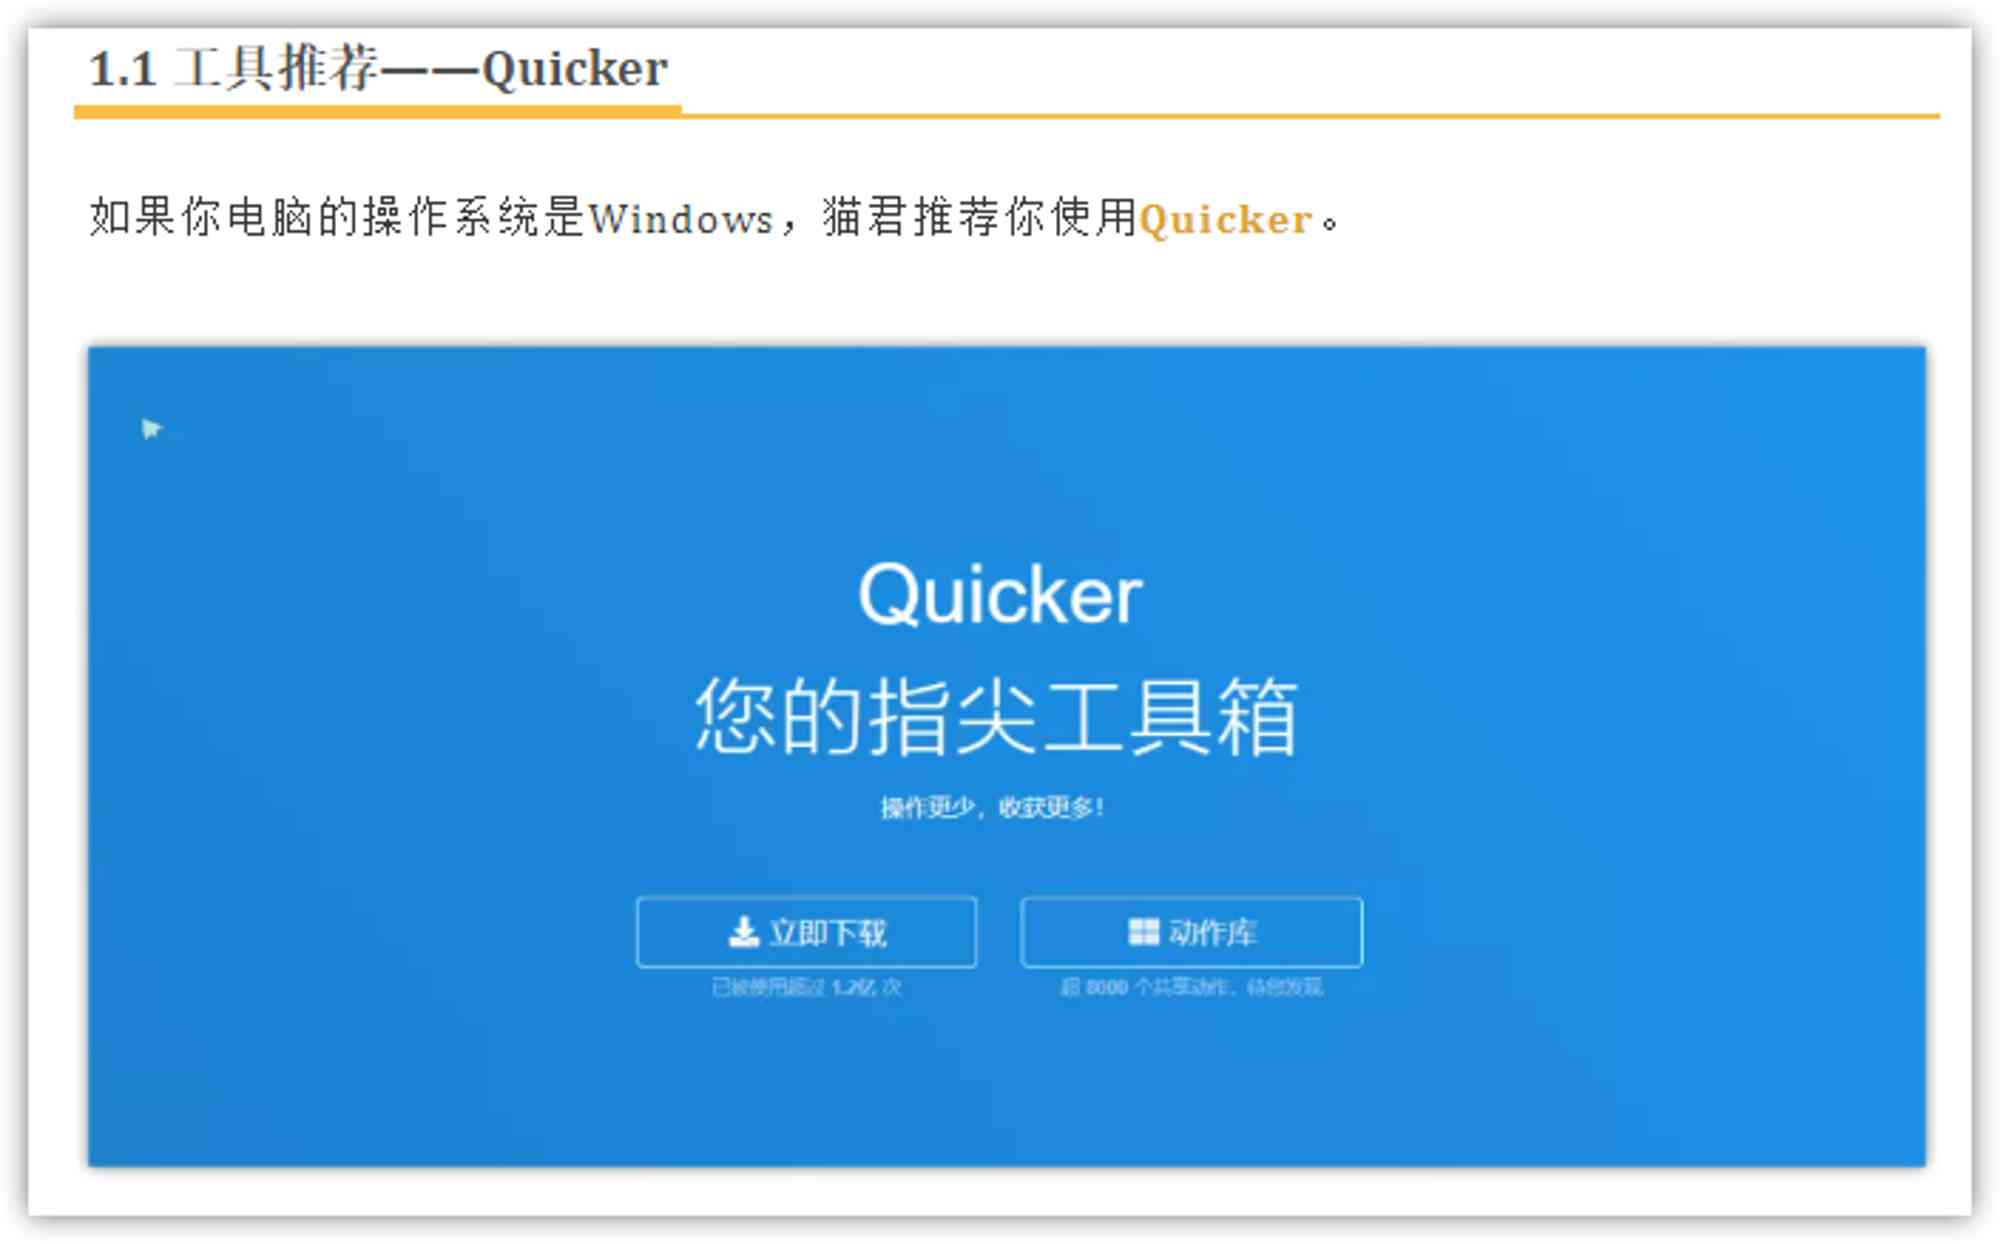 1.1 工具推荐——Quicker
如果你电脑的操作系统是Windows，猫君推荐你使用Quicker。
Quicker
您的指尖工具箱
操作更少，收获更多！
立即下载
动作库
已被使用超过 1.2亿 次
超 8000 个共享动作，待您发现